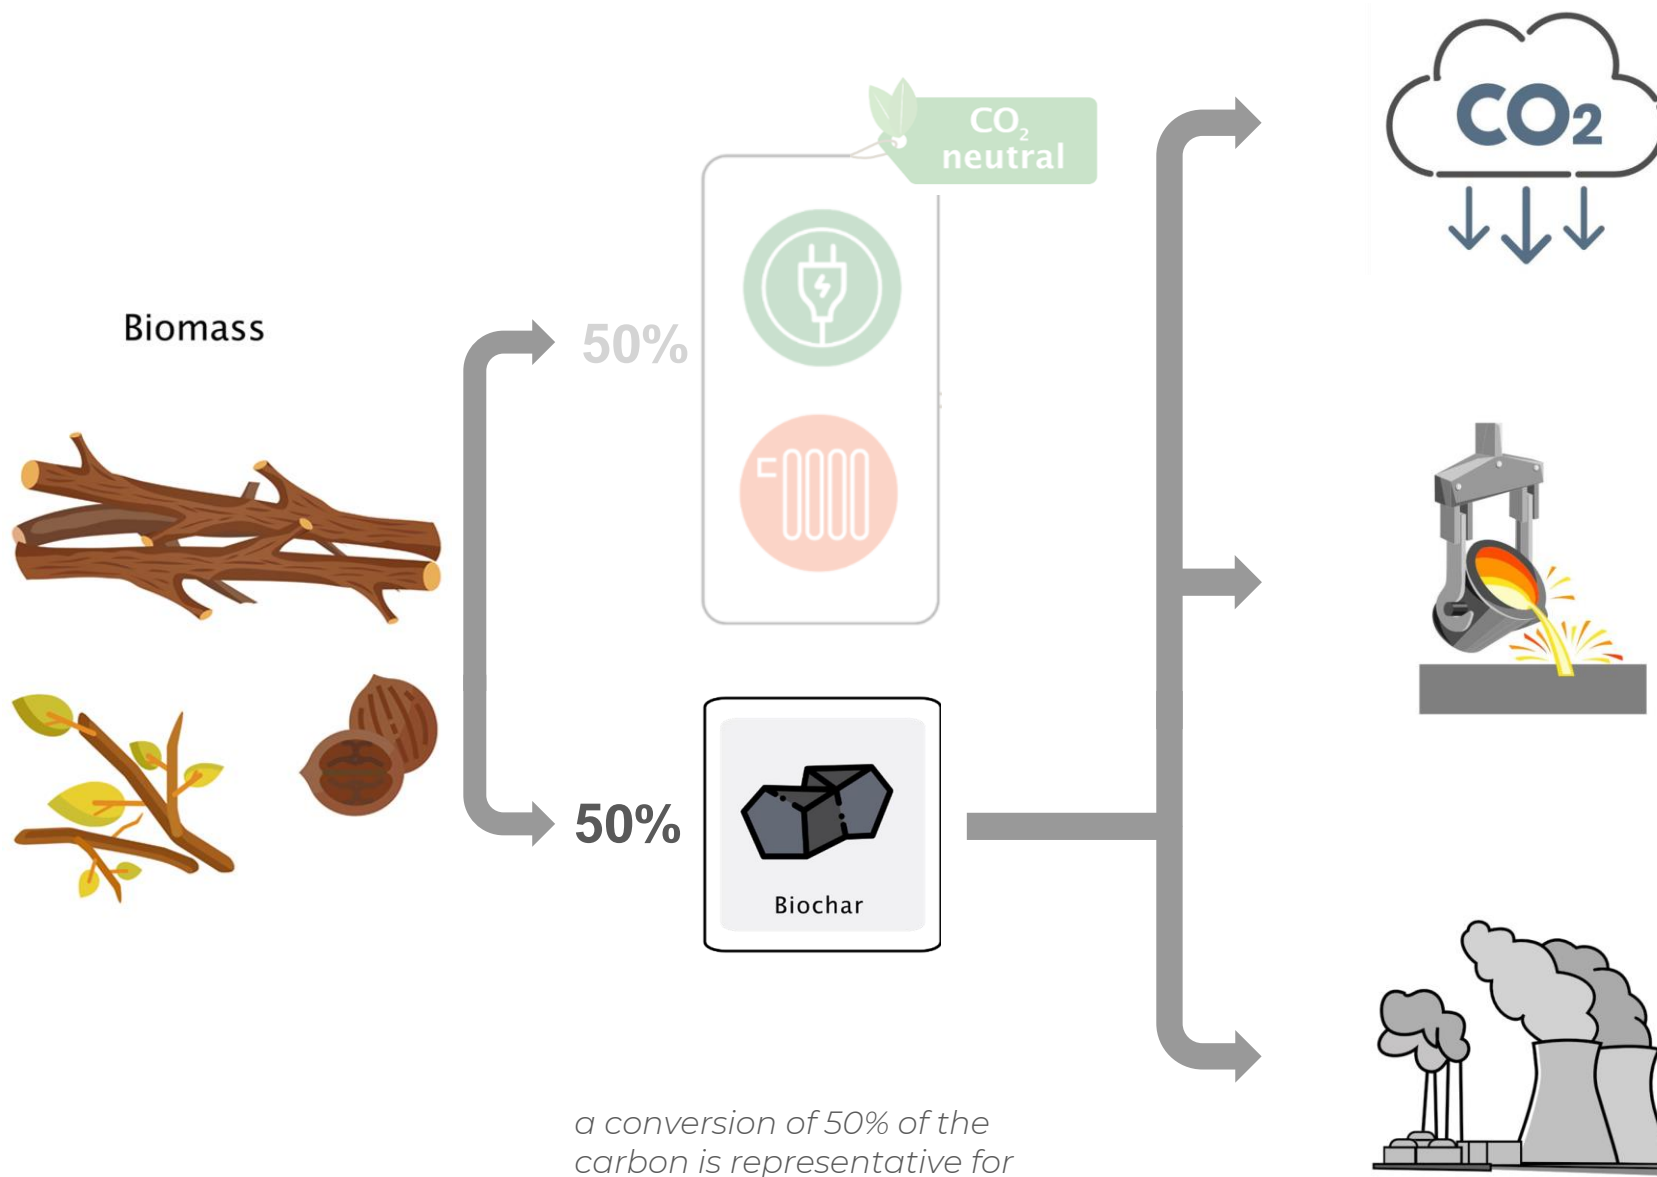 CO₂
neutral
CO2
Biomass
50%
50%
Biochar
a conversion of 50% of the
carbon is representative for